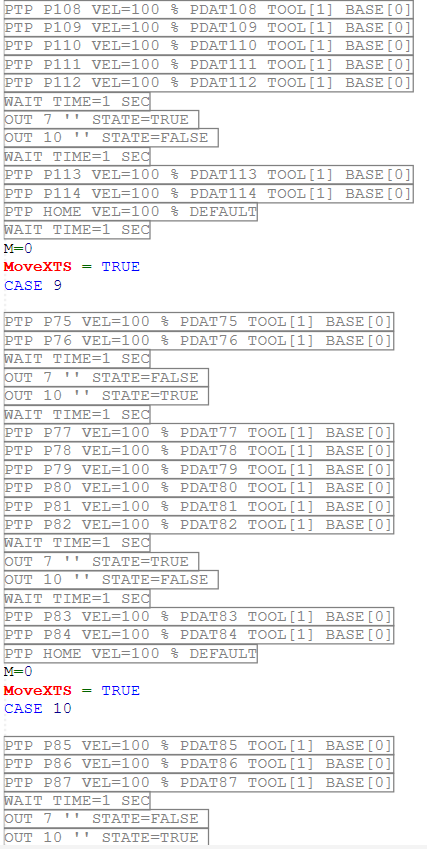 PTP P108 VEL=100 % PDAT108 TOOL[1] BASE[0]
PTP P109 VEL=100 % PDAT109 TOOL[1] BASE[0]
PTP P110 VEL=100 % PDAT110 TOOL[1] BASE[0]
PTP P111 VEL=100 % PDAT111 TOOL[1] BASE[0]
PTP P112 VEL=100 % PDAT112 TOOL[1] BASE[0]
WAIT TIME=1 SEC
OUT 7 '' STATE=TRUE
OUT 10 '' STATE=FALSE
WAIT TIME=1 SEC
PTP P113 VEL=100 % PDAT113 TOOL[1] BASE[0]
PTP P114 VEL=100 % PDAT114 TOOL[1] BASE[0]
PTP HOME VEL=100 % DEFAULT
WAIT TIME=1 SEC
M=0
MoveXTS = TRUE
CASE 9
PTP P75 VEL=100 % PDAT75 TOOL[1] BASE[0]
PTP P76 VEL=100 % PDAT76 TOOL[1] BASE[0]
WAIT TIME=1 SEC
OUT 7 '' STATE=FALSE
OUT 10 '' STATE=TRUE
WAIT TIME=1 SEC
PTP P77 VEL=100 % PDAT77 TOOL[1] BASE[0]
PTP P78 VEL=100 % PDAT78 TOOL[1] BASE[0]
PTP P79 VEL=100 % PDAT79 TOOL[1] BASE[0]
PTP P80 VEL=100 % PDAT80 TOOL[1] BASE[0]
PTP P81 VEL=100 % PDAT81 TOOL[1] BASE[0]
PTP P82 VEL=100 % PDAT82 TOOL[1] BASE[0]
WAIT TIME=1 SEC
OUT 7 '' STATE=TRUE
OUT 10 '' STATE=FALSE
WAIT TIME=1 SEC
PTP P83 VEL=100 % PDAT83 TOOL[1] BASE[0]
PTP P84 VEL=100 % PDAT84 TOOL[1] BASE[0]
PTP HOME VEL=100 % DEFAULT
M=0
MoveXTS = TRUE
CASE 10
PTP P85 VEL=100 % PDAT85 TOOL[1] BASE[0]
PTP P86 VEL=100 % PDAT86 TOOL[1] BASE[0]
PTP P87 VEL=100 % PDAT87 TOOL[1] BASE[0]
WAIT TIME=1 SEC
OUT 7 '' STATE=FALSE
OUT 10 '' STATE=TRUE